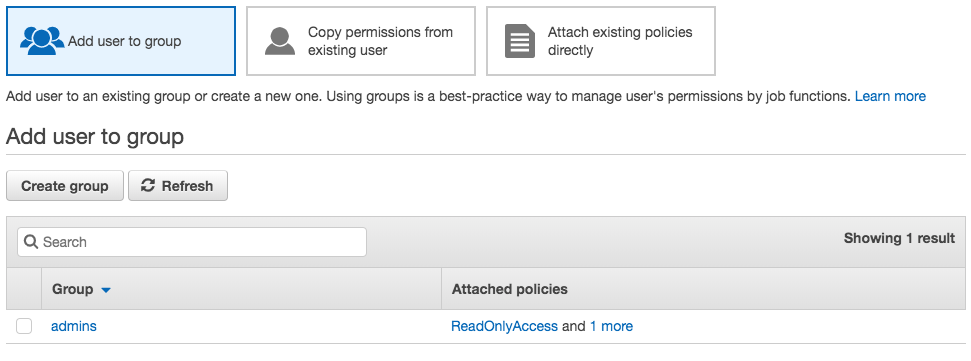 Add user to group
Copy permissions from
existing user
Attach existing policies
directly
Add user to an existing group or create a new one. Using groups is a best-practice way to manage user's permissions by job functions. Learn more
Add user to group
Create group Refresh
Search Showing 1 result
Group Attached policies
admins ReadOnlyAccess and 1 more